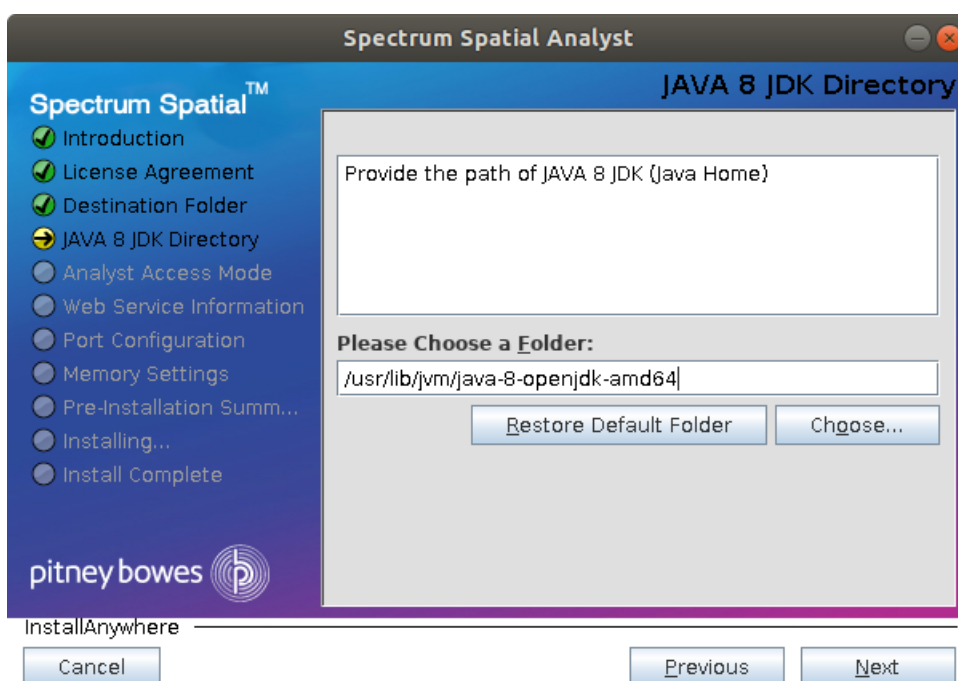 Spectrum Spatial Analyst
JAVA 8 JDK Directory
Spectrum Spatial™
Introduction
License Agreement
Destination Folder
JAVA 8 JDK Directory
Analyst Access Mode
Web Service Information
Port Configuration
Memory Settings
Pre-Installation Summ...
Installing...
Install Complete
pitney bowes
Provide the path of JAVA 8 JDK (Java Home)
Please Choose a Folder:
/usr/lib/jvm/java-8-openjdk-amd64
Restore Default Folder
Choose...
InstallAnywhere
Cancel
Previous
Next